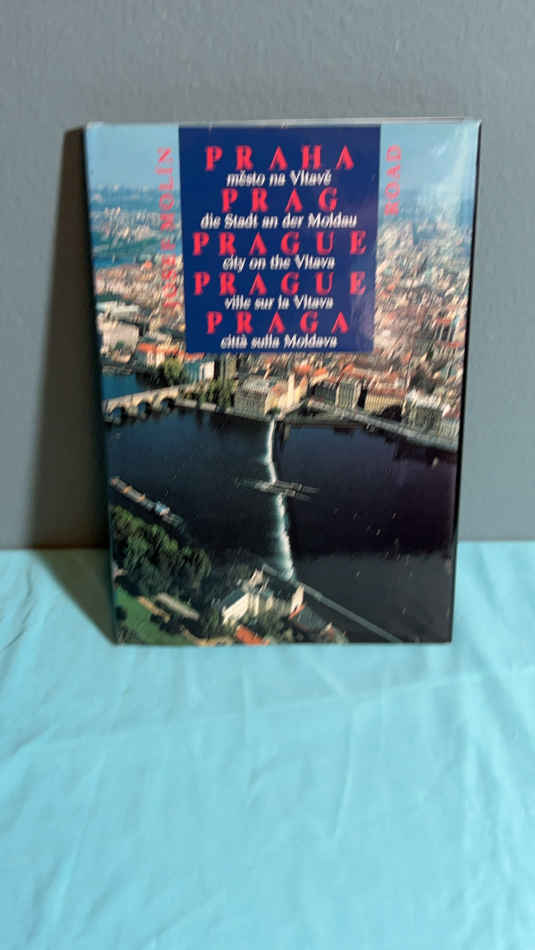 PRAHA
město na Vltavě
PRAG
die Stadt an der Moldau
PRAGUE
city on the Vltava
PRAGUE
ville sur la Vltava
PRAGA
città sulla Moldava
MOLIN
ROAD